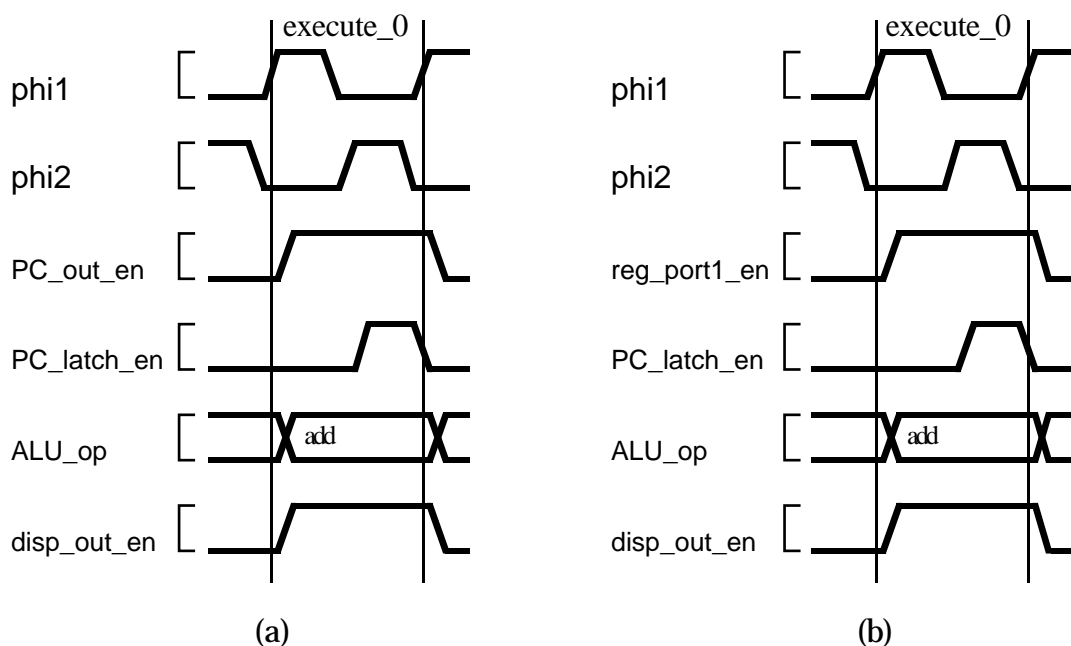 execute_0
phi1
phi2
PC_out_en
PC_latch_en
ALU_op
add
disp_out_en
(a)
execute_0
phi1
phi2
reg_port1_en
PC_latch_en
ALU_op
add
disp_out_en
(b)